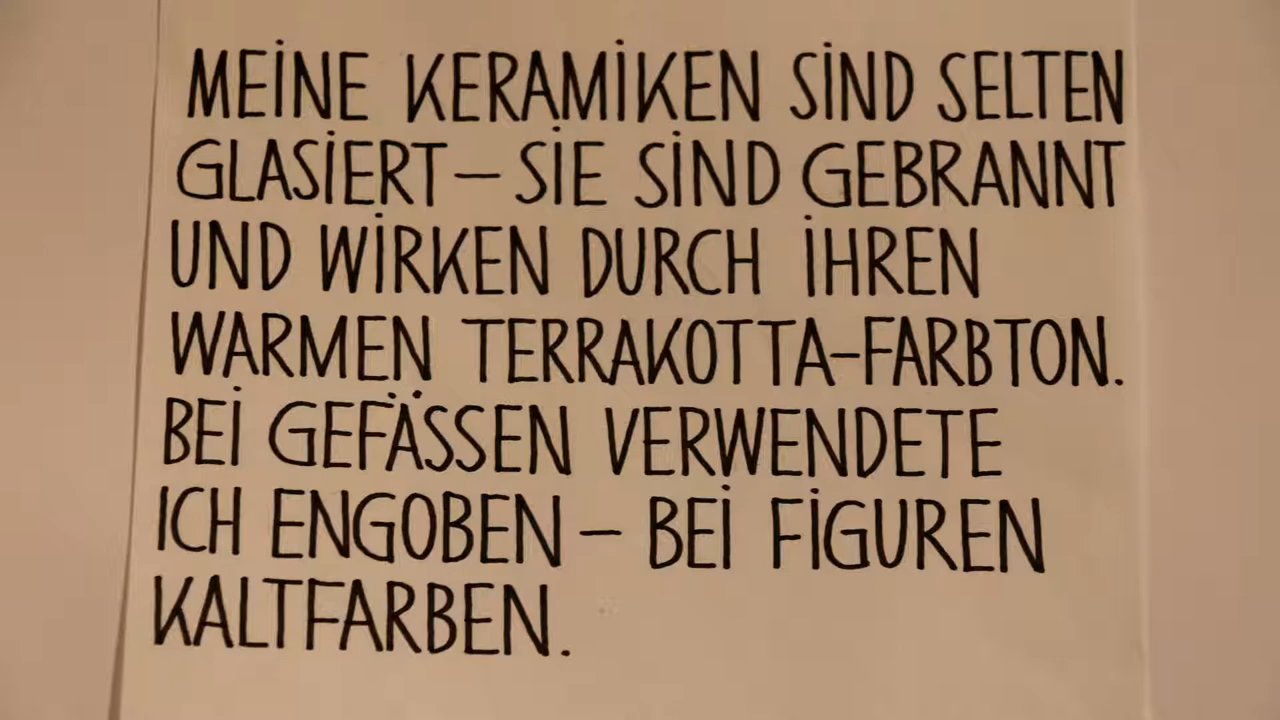 MEINE KERAMIKEN SIND SELTEN
GLASIERT – SIE SIND GEBRANNT
UND WIRKEN DURCH IHREN
WARMEN TERRAKOTTA-FARBTON.
BEI GEFÄSSEN VERWENDETE
ICH ENGOBEN – BEI FIGUREN
KALTFARBEN.